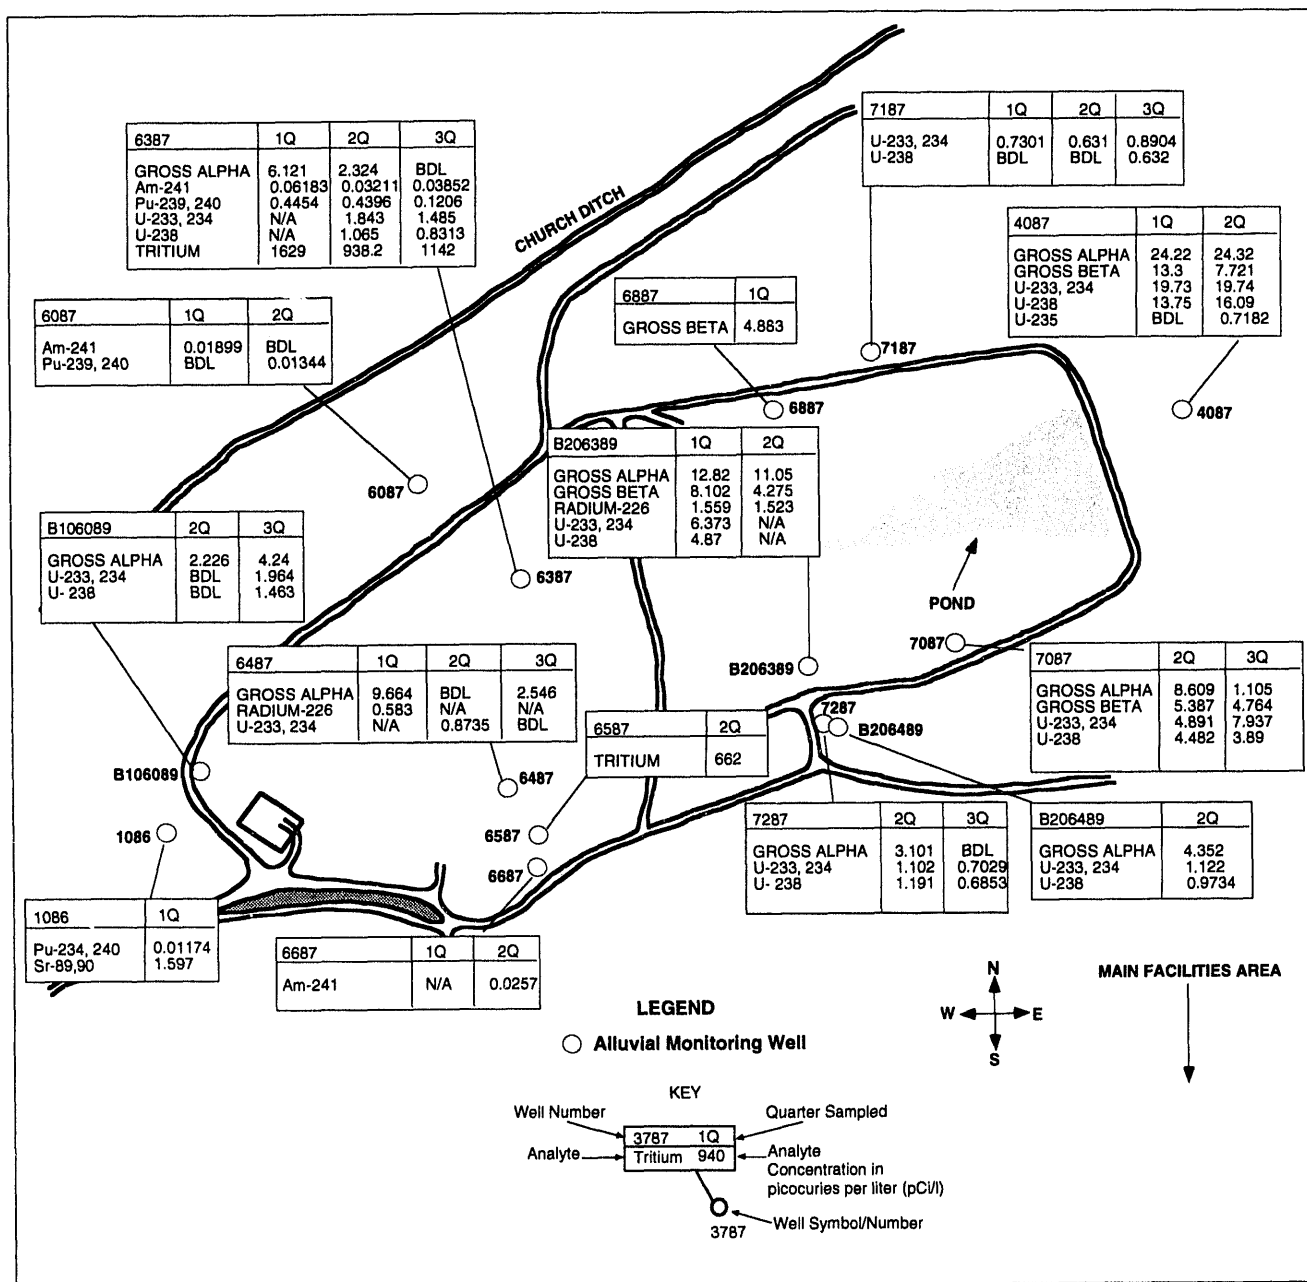 7187 1Q 2Q 3Q
U-233, 234 0.7301 0.631 0.8904
U-238 BDL BDL 0.632
6387 1Q 2Q 3Q
GROSS ALPHA 6.121 2.324 BDL
Am-241 0.06183 0.03211 0.03852
Pu-239, 240 0.4454 0.4396 0.1206
U-233, 234 N/A 1.843 1.485
U-238 N/A 1.065 0.8313
TRITIUM 1629 938.2 1142
CHURCH DITCH
4087 1Q 2Q
GROSS ALPHA 24.22 24.32
GROSS BETA 13.3 7.721
U-233, 234 19.73 19.74
U-238 13.75 16.09
U-235 BDL 0.7182
6887 1Q
GROSS BETA 4.863
6087 1Q 2Q
Am-241 0.01899 BDL
Pu-239, 240 BDL 0.01344
7187
6887
4087
B206389 1Q 2Q
GROSS ALPHA 12.82 11.05
GROSS BETA 8.102 4.275
RADIUM-226 1.559 1.523
U-233, 234 6.373 N/A
U-238 4.87 N/A
6087
B106089 2Q 3Q
GROSS ALPHA 2.226 4.24
U-233, 234 BDL 1.964
U- 238 BDL 1.463
6387
POND
7087
6487 1Q 2Q 3Q
GROSS ALPHA 9.664 BDL 2.546
RADIUM-226 0.583 N/A N/A
U-233, 234 N/A 0.8735 BDL
B206389
7087 2Q 3Q
GROSS ALPHA 8.609 1.105
GROSS BETA 5.387 4.764
U-233, 234 4.891 7.937
U-238 4.482 3.89
6587 2Q
TRITIUM 662
7287
B206489
B106089
6487
1086
6587
6687
7287 2Q 3Q
GROSS ALPHA 3.101 BDL
U-233, 234 1.102 0.7029
U- 238 1.191 0.6853
B206489 2Q
GROSS ALPHA 4.352
U-233, 234 1.122
U-238 0.9734
1086 1Q
Pu-234, 240 0.01174
Sr-89,90 1.597
6687 1Q 2Q
Am-241 N/A 0.0257
N
W E
S
MAIN FACILITIES AREA
LEGEND
Alluvial Monitoring Well
KEY
Well Number
Quarter Sampled
3787 1Q
Analyte
Tritium 940
Analyte
Concentration in
picocuries per liter (pCi/l)
Well Symbol/Number
3787